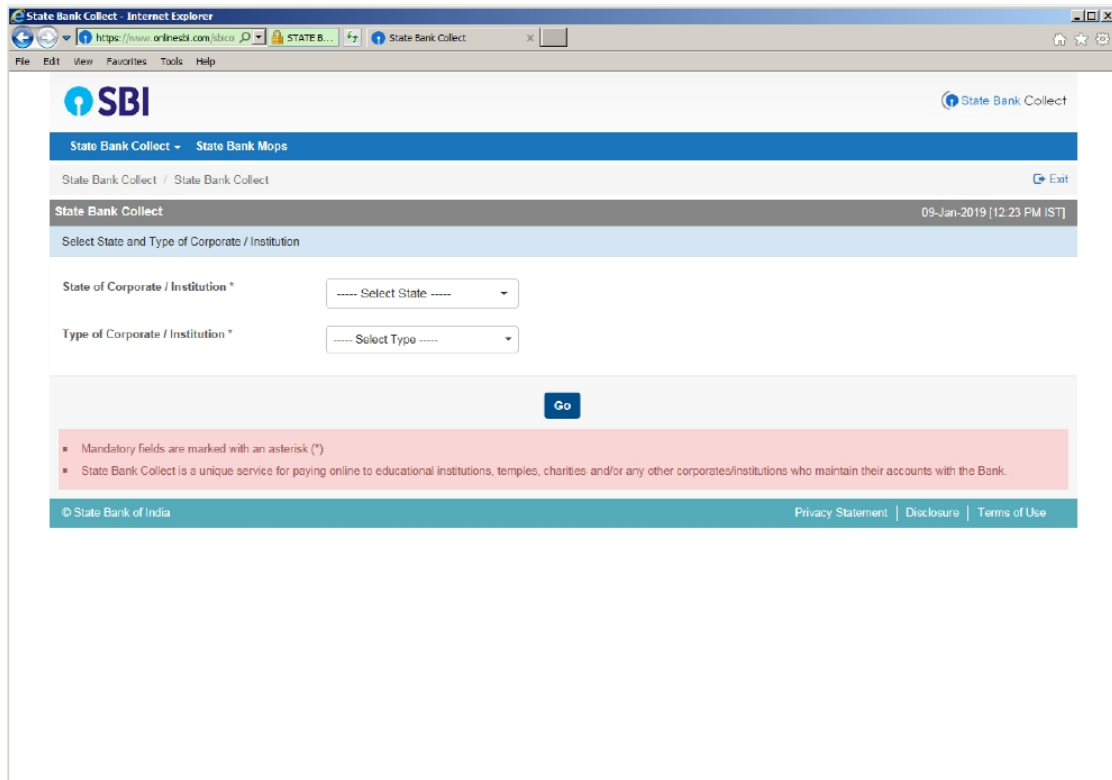 State Bank Collect - Internet Explorer
https://www.onlinesbi.com/sbico STATE B... State Bank Collect
File Edit View Favorites Tools Help
SBI
State Bank Collect
State Bank Collect State Bank Mops
State Bank Collect / State Bank Collect Exit
State Bank Collect 09-Jan-2019 [12:23 PM IST]
Select State and Type of Corporate / Institution
State of Corporate / Institution * ----- Select State -----
Type of Corporate / Institution * ----- Select Type -----
Go
Mandatory fields are marked with an asterisk (*)
State Bank Collect is a unique service for paying online to educational institutions, temples, charities and/or any other corporates/institutions who maintain their accounts with the Bank.
© State Bank of India Privacy Statement | Disclosure | Terms of Use